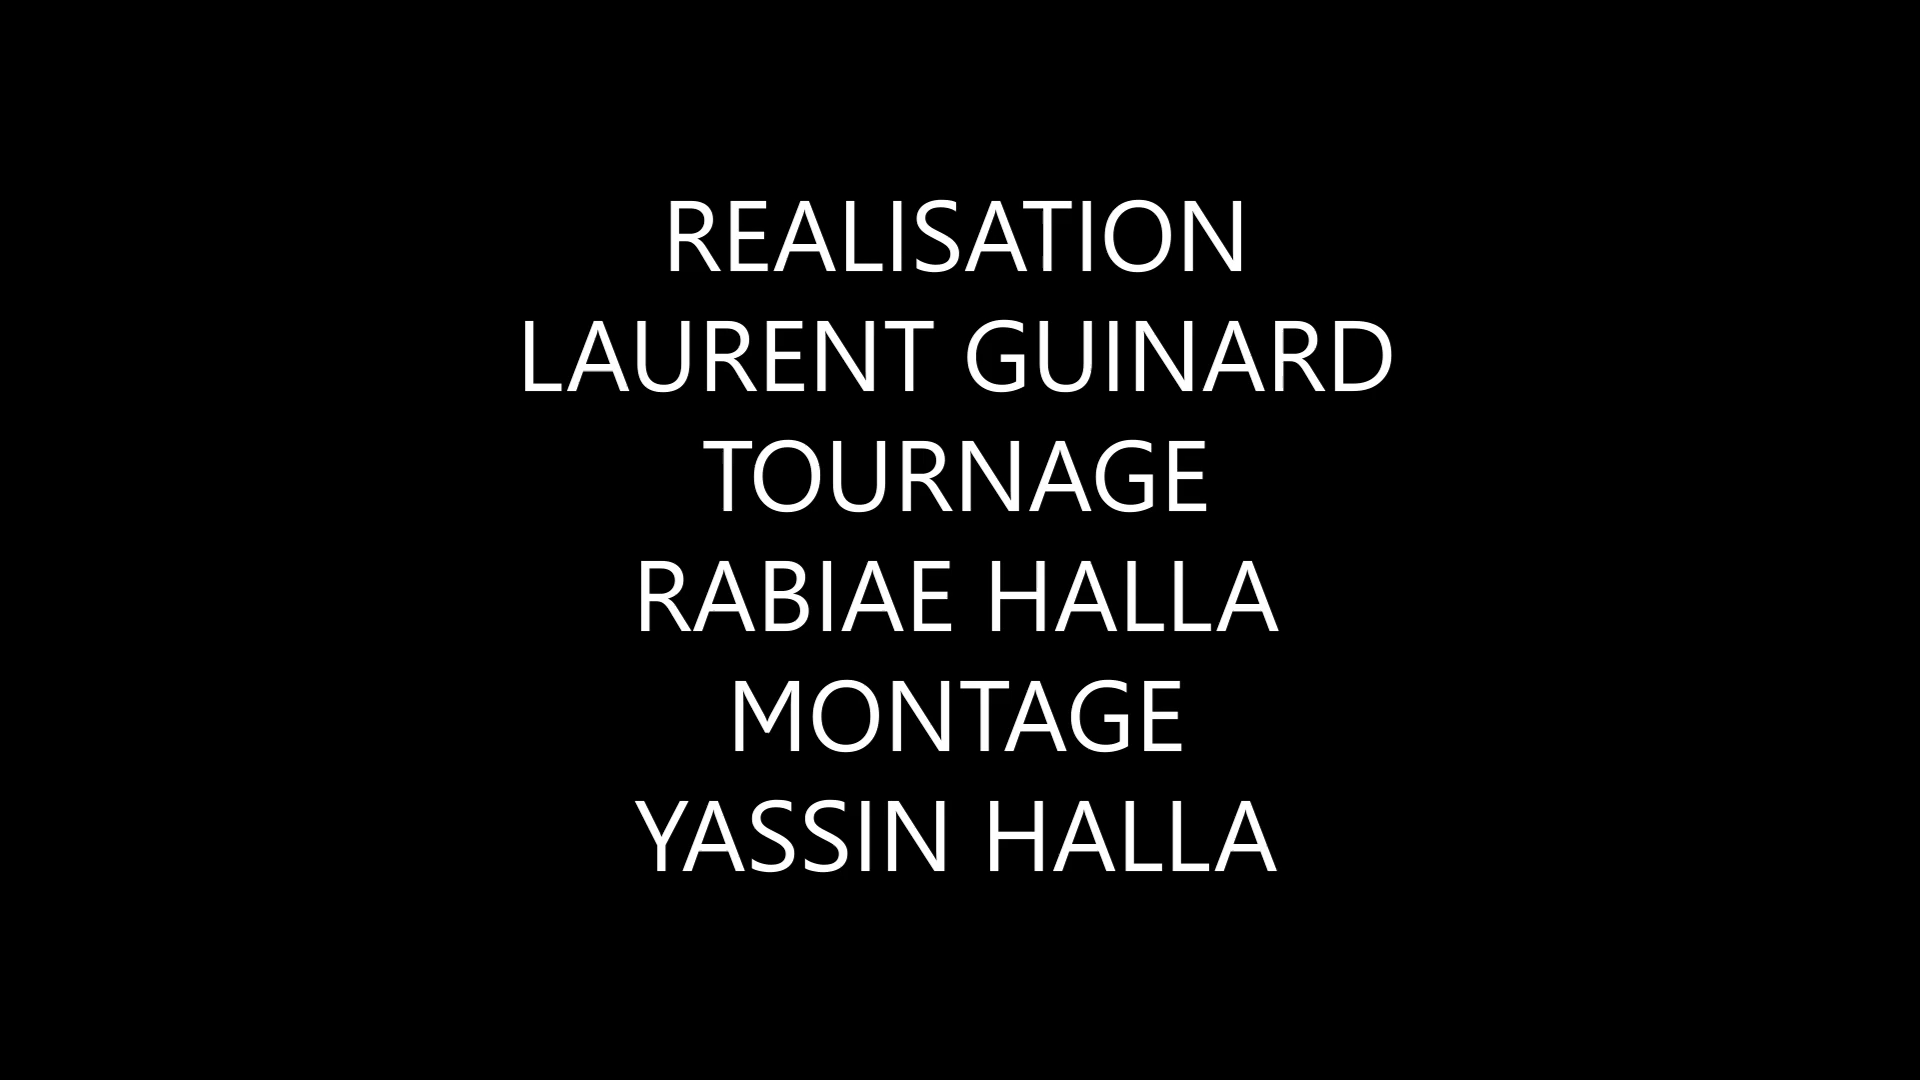 REALISATION
LAURENT GUINARD
TOURNAGE
RABIAE HALLA
MONTAGE
YASSIN HALLA